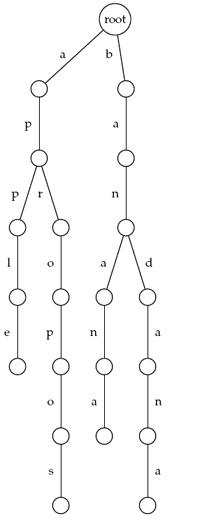 root
a b
p a
p r n
l o a d
e p n a
o a n
s a